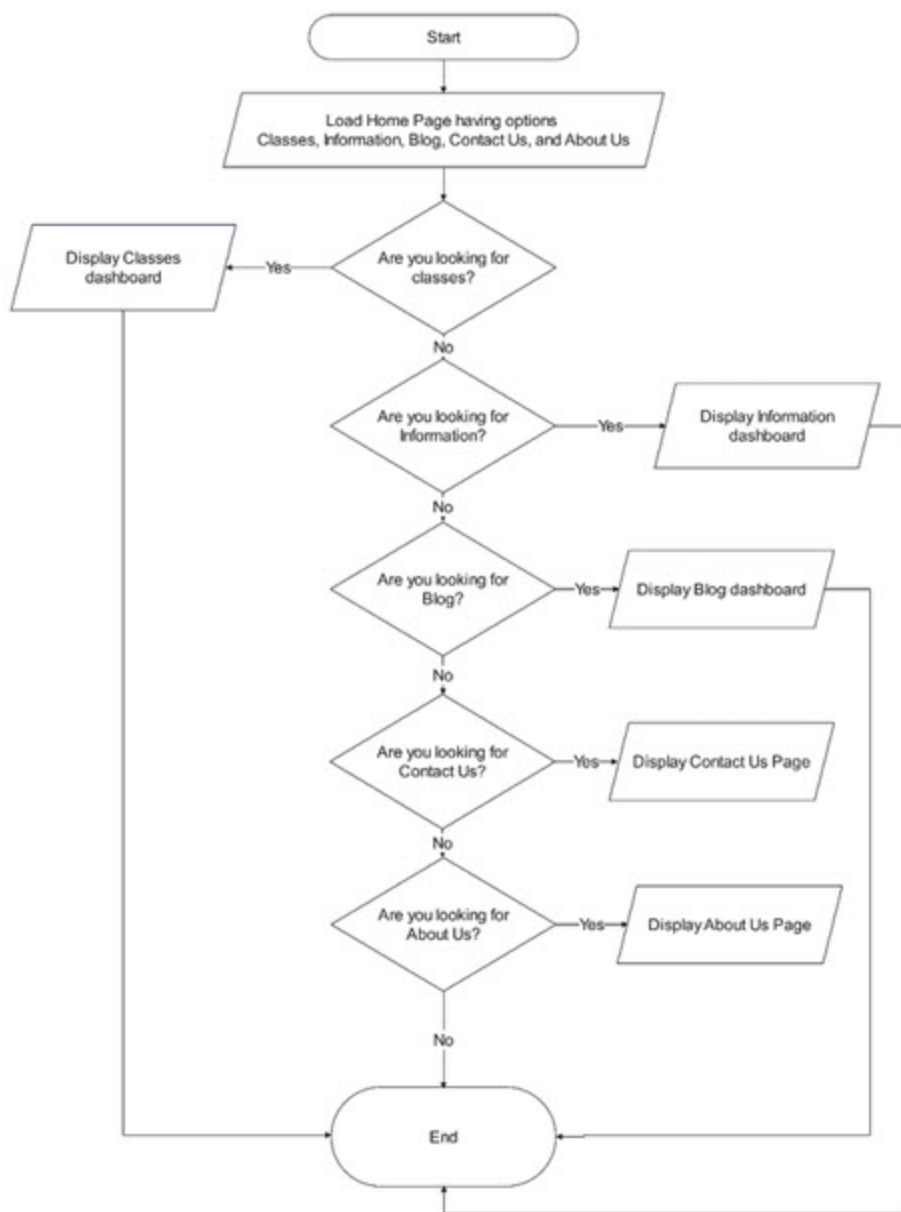 Start
Load Home Page having options
Classes, Information, Blog, Contact Us, and About Us
Are you looking for
classes?
Yes
Display Classes
dashboard
No
Are you looking for
Information?
Yes
Display Information
dashboard
No
Are you looking for
Blog?
Yes
Display Blog dashboard
No
Are you looking for
Contact Us?
Yes
Display Contact Us Page
No
Are you looking for
About Us?
Yes
Display About Us Page
No
End